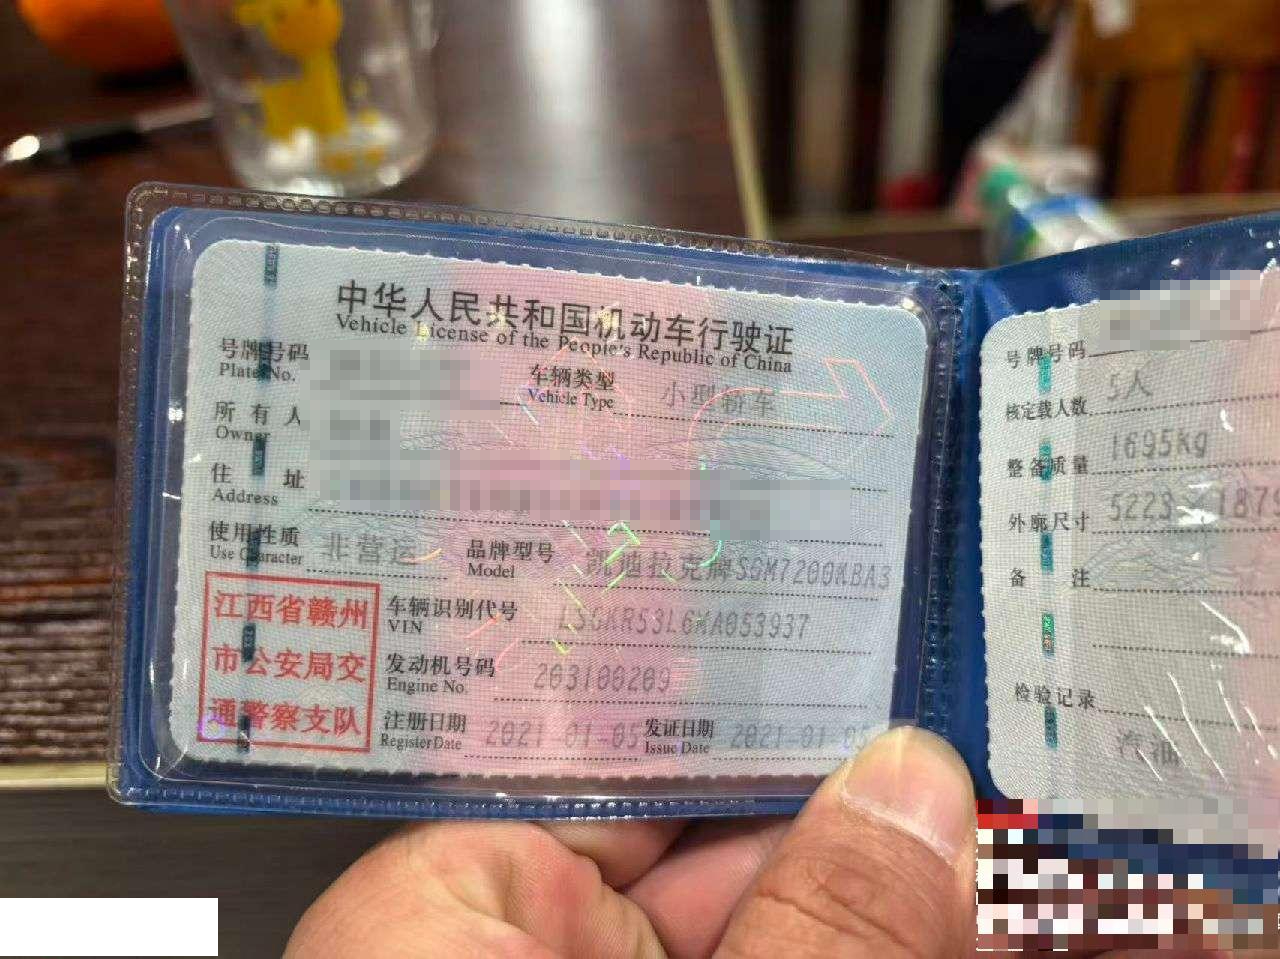 中华人民共和国机动车行驶证
Vehicle License of the People's Republic of China
号牌号码
Plate No.
车辆类型
Vehicle Type
小型轿车
所有人
Owner
住址
Address
使用性质
Use Character
非营运
品牌型号
Model
凯迪拉克牌SGM7200KBA3
车辆识别代号
VIN
LSGKR53L6MA053937
发动机号码
Engine No.
203100209
注册日期
Register Date
2021-01-05
发证日期
Issue Date
2021-01-05
江西省赣州
市公安局交
通警察支队
号牌号码
核定载人数
5人
整备质量
1695Kg
外廓尺寸
5223×1879
备注
检验记录
汽油